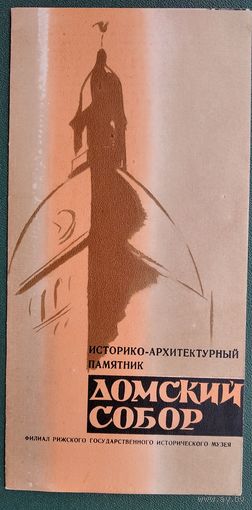 ИСТОРИКО-АРХИТЕКТУРНЫЙ
ПАМЯТНИК
ДОМСКИЙ
СОБОР
ФИЛИАЛ РИЖСКОГО ГОСУДАРСТВЕННОГО ИСТОРИЧЕСКОГО МУЗЕЯ